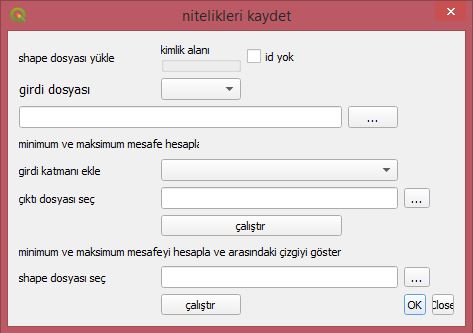 nitelikleri kaydet
kimlik alanı
shape dosyası yükle
id yok
girdi dosyası
...
minimum ve maksimum mesafe hesapla
girdi katmanı ekle
çıktı dosyası seç
...
çalıştır
minimum ve maksimum mesafeyi hesapla ve arasındaki çizgiyi göster
shape dosyası seç
...
çalıştır
OK
Close